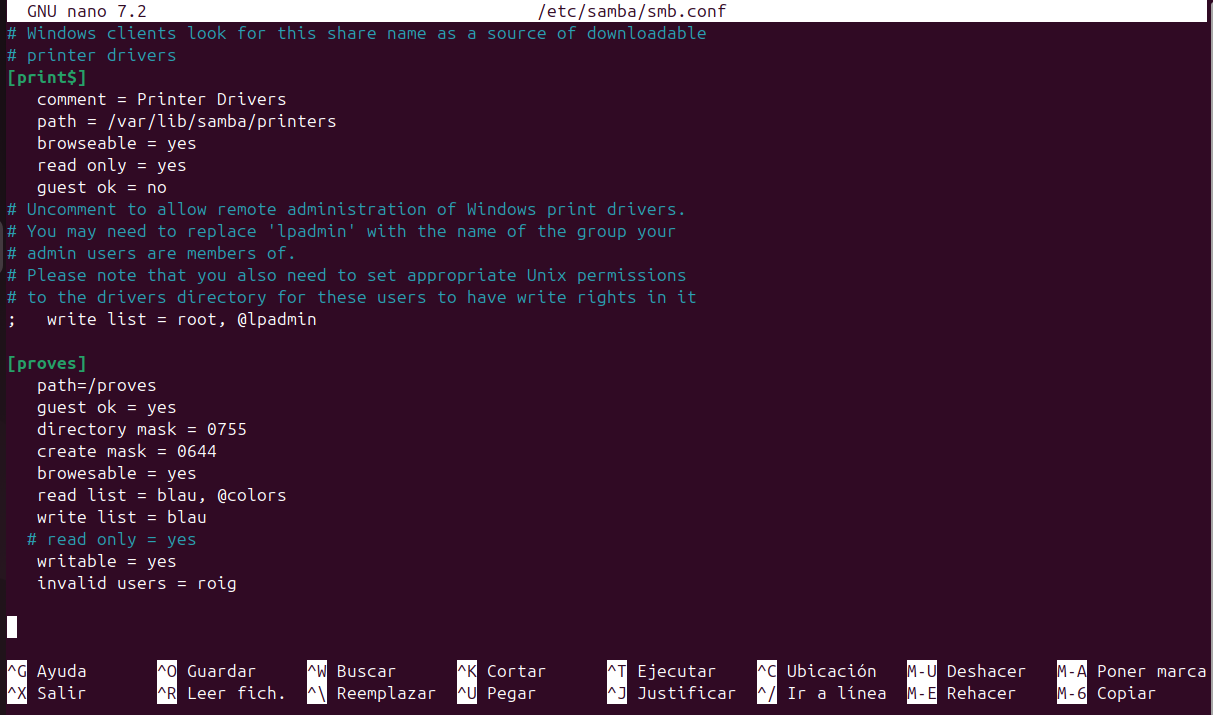 GNU nano 7.2 /etc/samba/smb.conf
# Windows clients look for this share name as a source of downloadable
# printer drivers
[print$]
comment = Printer Drivers
path = /var/lib/samba/printers
browseable = yes
read only = yes
guest ok = no
# Uncomment to allow remote administration of Windows print drivers.
# You may need to replace 'lpadmin' with the name of the group your
# admin users are members of.
# Please note that you also need to set appropriate Unix permissions
# to the drivers directory for these users to have write rights in it
; write list = root, @lpadmin
[proves]
path=/proves
guest ok = yes
directory mask = 0755
create mask = 0644
browesable = yes
read list = blau, @colors
write list = blau
# read only = yes
writable = yes
invalid users = roig
^G Ayuda ^O Guardar ^W Buscar ^K Cortar ^T Ejecutar ^C Ubicación M-U Deshacer M-A Poner marca
^X Salir ^R Leer fich. ^\ Reemplazar ^U Pegar ^J Justificar ^/ Ir a línea M-E Rehacer M-6 Copiar